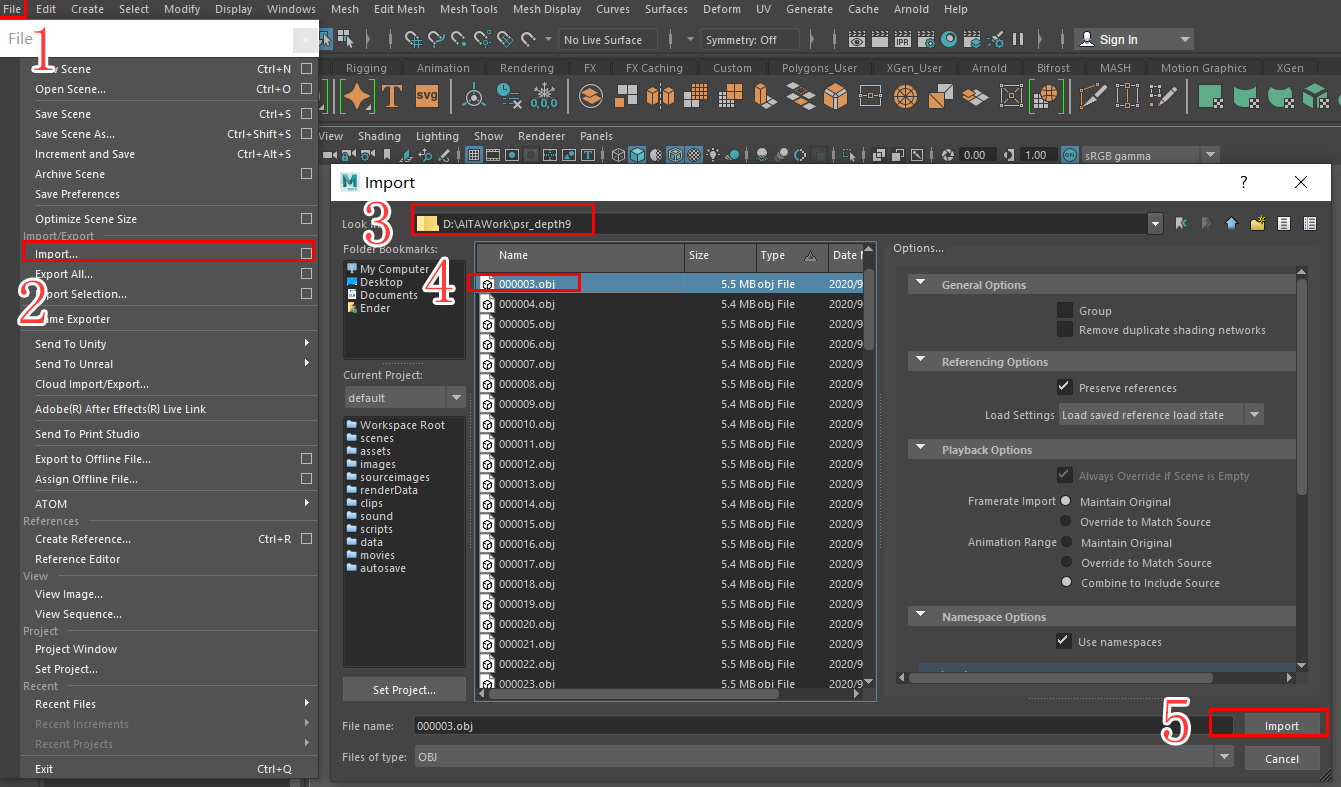 File Edit Create Select Modify Display Windows Mesh Edit Mesh Mesh Tools Mesh Display Curves Surfaces Deform UV Generate Cache Arnold Help
File
1
No Live Surface
Symmetry: Off
IPR
Sign In
Rigging Animation Rendering FX FX Caching Custom Polygons_User XGen_User Arnold Bifrost MASH Motion Graphics XGen
T
svg
0,0,0
Scene Ctrl+N
Open Scene... Ctrl+O
Save Scene Ctrl+S
Save Scene As... Ctrl+Shift+S
Increment and Save Ctrl+Alt+S
Archive Scene
Save Preferences
Optimize Scene Size
Import/Export
Import...
Export All...
2
Selection...
Exporter
Send To Unity
Send To Unreal
Cloud Import/Export...
Adobe(R) After Effects(R) Live Link
Send To Print Studio
Export to Offline File...
Assign Offline File...
ATOM
References
Create Reference... Ctrl+R
Reference Editor
View
View Image...
View Sequence...
Project
Project Window
Set Project...
Recent
Recent Files
Recent Increments
Recent Projects
Exit Ctrl+Q
View Shading Lighting Show Renderer Panels
0.00 1.00 ON sRGB gamma
M Import ? X
Look
3
D:\AITAWork\psr_depth9
Folder Bookmarks:
My Computer
Desktop
Documents
Ender
4
Current Project:
default
Workspace Root
scenes
assets
images
sourceimages
renderData
clips
sound
scripts
data
movies
autosave
Set Project...
Name Size Type Date
000003.obj 5.5 MB obj File 2020/9
000004.obj 5.5 MB obj File 2020/9
000005.obj 5.5 MB obj File 2020/9
000006.obj 5.5 MB obj File 2020/9
000007.obj 5.4 MB obj File 2020/9
000008.obj 5.5 MB obj File 2020/9
000009.obj 5.4 MB obj File 2020/9
000010.obj 5.4 MB obj File 2020/9
000011.obj 5.5 MB obj File 2020/9
000012.obj 5.5 MB obj File 2020/9
000013.obj 5.5 MB obj File 2020/9
000014.obj 5.4 MB obj File 2020/9
000015.obj 5.5 MB obj File 2020/9
000016.obj 5.4 MB obj File 2020/9
000017.obj 5.4 MB obj File 2020/9
000018.obj 5.4 MB obj File 2020/9
000019.obj 5.5 MB obj File 2020/9
000020.obj 5.5 MB obj File 2020/9
000021.obj 5.5 MB obj File 2020/9
000022.obj 5.5 MB obj File 2020/9
000023.obj 5.5 MB obj File 2020/9
Options...
General Options
Group
Remove duplicate shading networks
Referencing Options
Preserve references
Load Settings Load saved reference load state
Playback Options
Always Override if Scene is Empty
Framerate Import Maintain Original
Override to Match Source
Animation Range Maintain Original
Override to Match Source
Combine to Include Source
Namespace Options
Use namespaces
File name: 000003.obj
5
Import
Files of type: OBJ
Cancel